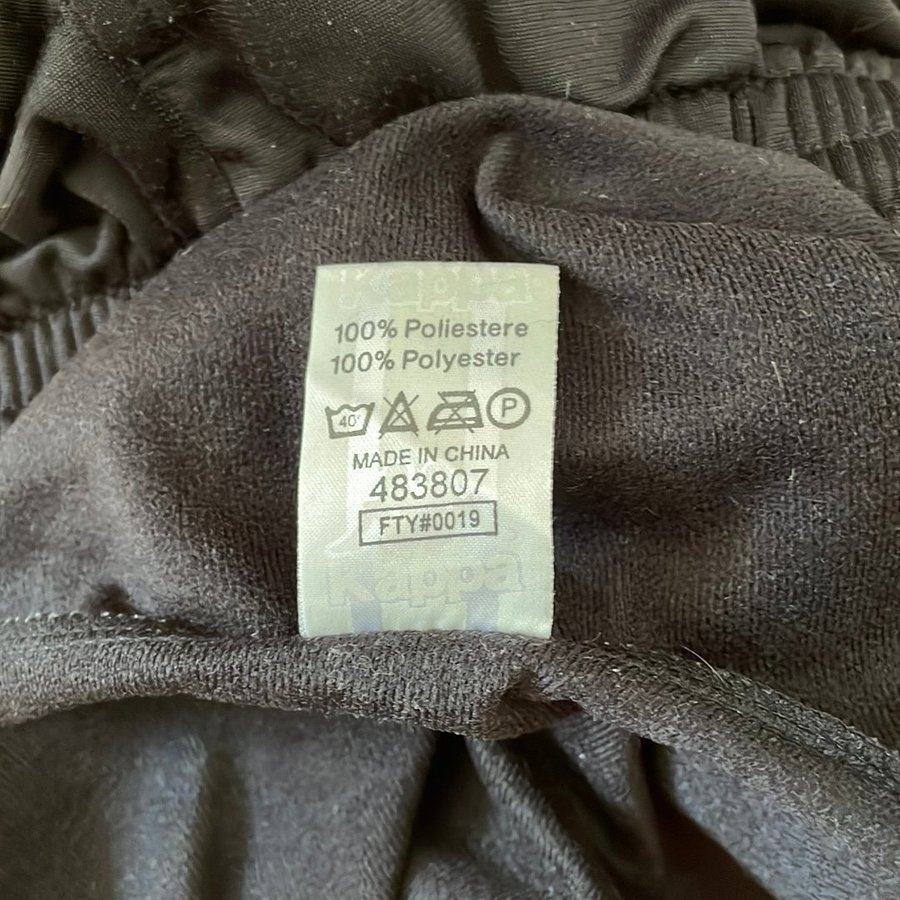 Kappa
100% Poliestere
100% Polyester
40° P
MADE IN CHINA
483807
FTY#0019
Kappa